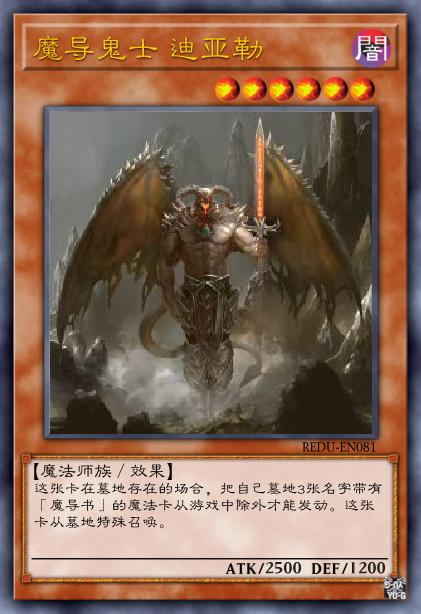 魔导鬼士 迪亚勒
闇
REDU-EN081
【魔法师族/效果】
这张卡在墓地存在的场合，把自己墓地3张名字带有
「魔导书」的魔法卡从游戏中除外才能发动。这张
卡从墓地特殊召唤。
ATK/2500 DEF/1200